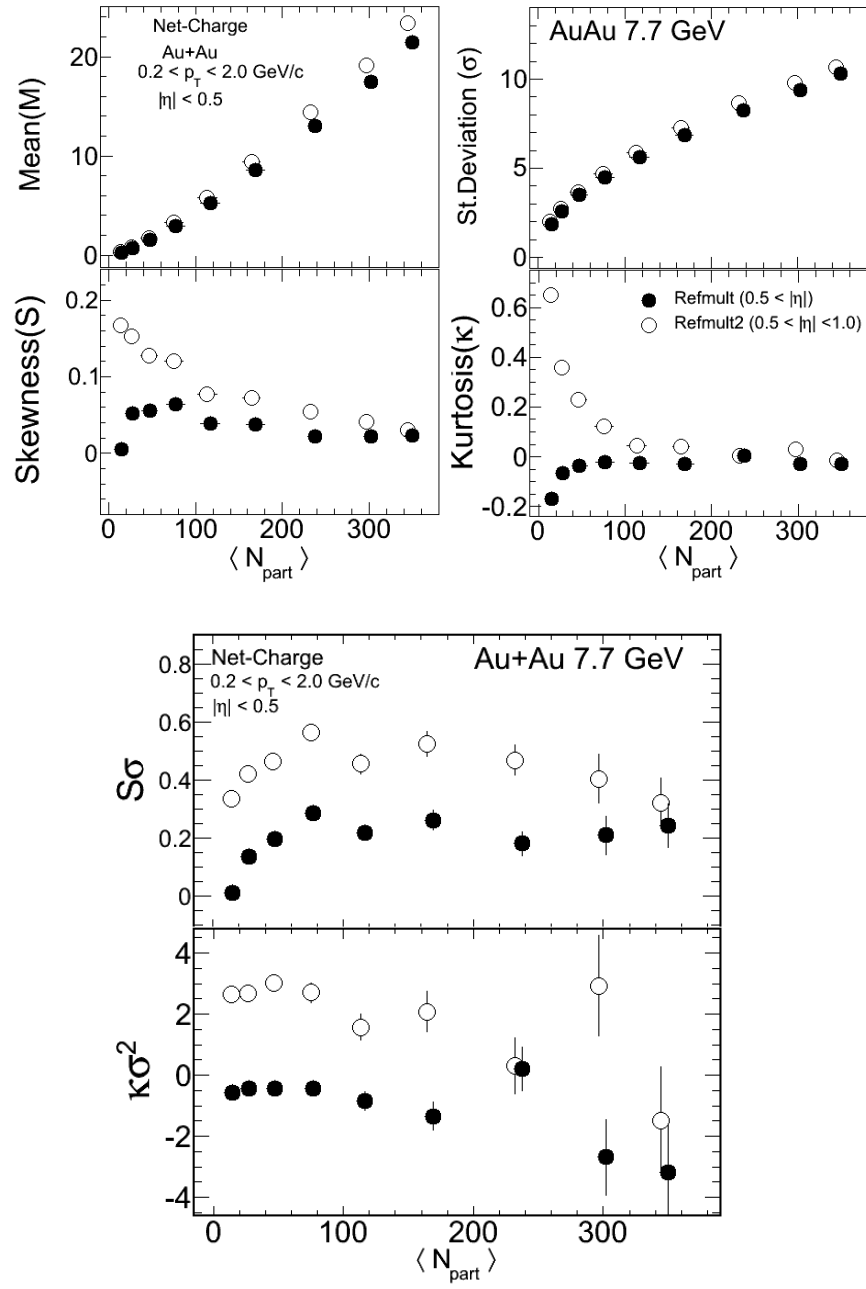 Net-Charge
Au+Au
0.2 < p_T < 2.0 GeV/c
|η| < 0.5
Mean(M)
20
10
0
AuAu 7.7 GeV
St.Deviation (σ)
10
5
0
Skewness(S)
0.2
0.1
0
0 100 200 300
⟨ N_part ⟩
Refmult (0.5 < |η|)
Refmult2 (0.5 < |η| <1.0)
Kurtosis(κ)
0.6
0.4
0.2
0
-0.2
0 100 200 300
⟨ N_part ⟩
Net-Charge
0.2 < p_T < 2.0 GeV/c
|η| < 0.5
Au+Au 7.7 GeV
Sσ
0.8
0.6
0.4
0.2
0
κσ²
4
2
0
-2
-4
0 100 200 300
⟨ N_part ⟩